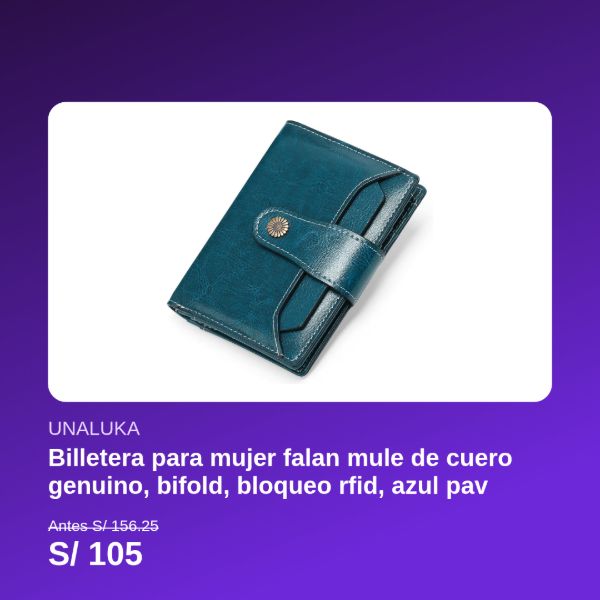 UNALUKA
Billetera para mujer falan mule de cuero
genuino, bifold, bloqueo rfid, azul pav
Antes S/ 156.25
S/ 105